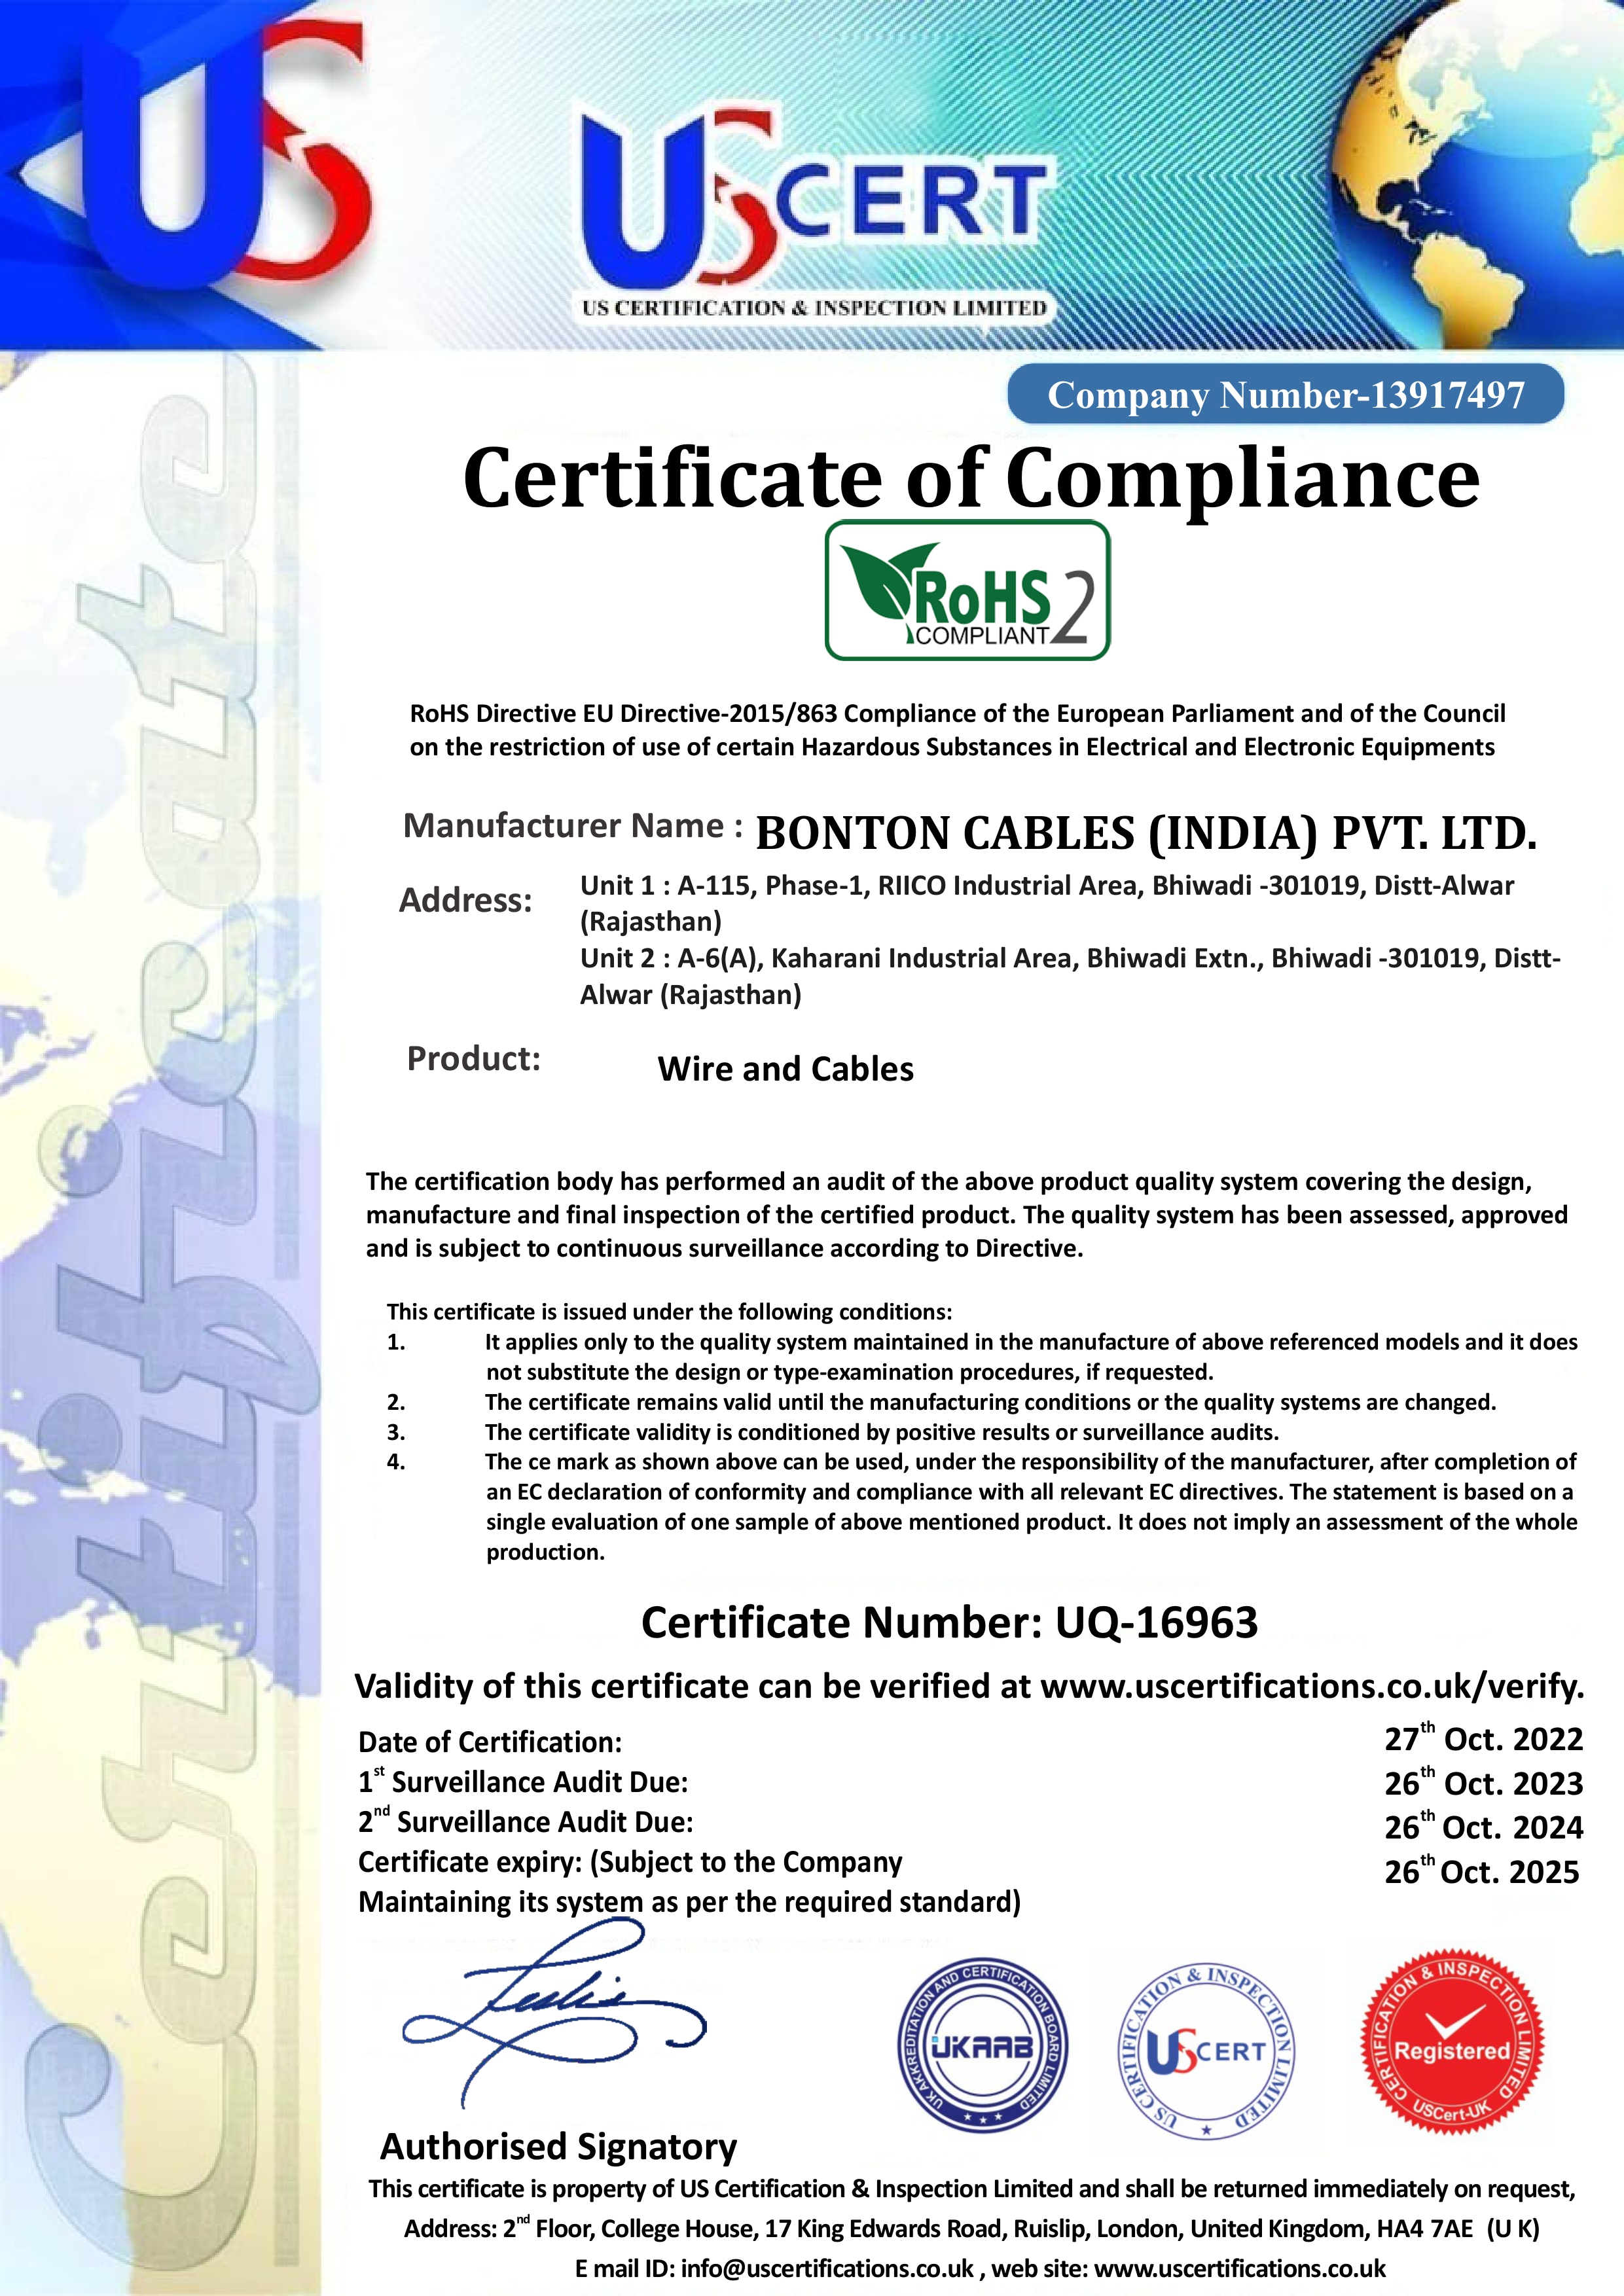 US
US CERT
US CERTIFICATION & INSPECTION LIMITED
Company Number-13917497
Certificate of Compliance
RoHS 2
COMPLIANT
RoHS Directive EU Directive-2015/863 Compliance of the European Parliament and of the Council
on the restriction of use of certain Hazardous Substances in Electrical and Electronic Equipments
Manufacturer Name : BONTON CABLES (INDIA) PVT. LTD.
Address: Unit 1 : A-115, Phase-1, RIICO Industrial Area, Bhiwadi -301019, Distt-Alwar
(Rajasthan)
Unit 2 : A-6(A), Kaharani Industrial Area, Bhiwadi Extn., Bhiwadi -301019, Distt-
Alwar (Rajasthan)
Product: Wire and Cables
The certification body has performed an audit of the above product quality system covering the design,
manufacture and final inspection of the certified product. The quality system has been assessed, approved
and is subject to continuous surveillance according to Directive.
This certificate is issued under the following conditions:
1. It applies only to the quality system maintained in the manufacture of above referenced models and it does
not substitute the design or type-examination procedures, if requested.
2. The certificate remains valid until the manufacturing conditions or the quality systems are changed.
3. The certificate validity is conditioned by positive results or surveillance audits.
4. The ce mark as shown above can be used, under the responsibility of the manufacturer, after completion of
an EC declaration of conformity and compliance with all relevant EC directives. The statement is based on a
single evaluation of one sample of above mentioned product. It does not imply an assessment of the whole
production.
Certificate Number: UQ-16963
Validity of this certificate can be verified at www.uscertifications.co.uk/verify.
Date of Certification: 27th Oct. 2022
1st Surveillance Audit Due: 26th Oct. 2023
2nd Surveillance Audit Due: 26th Oct. 2024
Certificate expiry: (Subject to the Company 26th Oct. 2025
Maintaining its system as per the required standard)
UK AKKREDITATION AND CERTIFICATION BOARD LIMITED
UKAAB
US CERTIFICATION & INSPECTION LIMITED
US CERT
CERTIFICATION & INSPECTION LIMITED
Registered
USCert-UK
Authorised Signatory
This certificate is property of US Certification & Inspection Limited and shall be returned immediately on request,
Address: 2nd Floor, College House, 17 King Edwards Road, Ruislip, London, United Kingdom, HA4 7AE (U K)
E mail ID: info@uscertifications.co.uk , web site: www.uscertifications.co.uk
Certificate